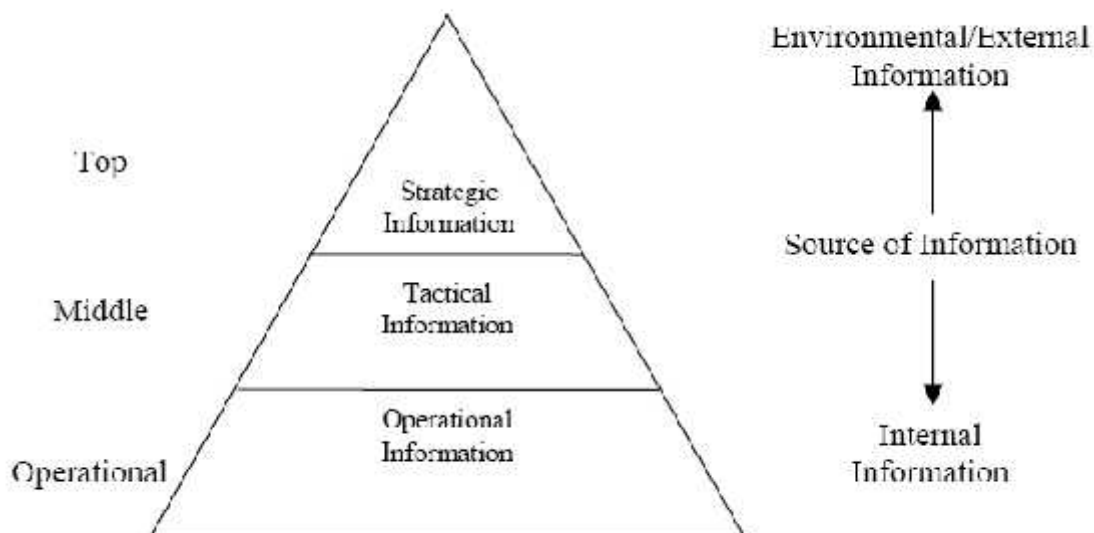 Top
Middle
Operational
Strategic
Information
Tactical
Information
Operational
Information
Environmental/External
Information
Source of Information
Internal
Information